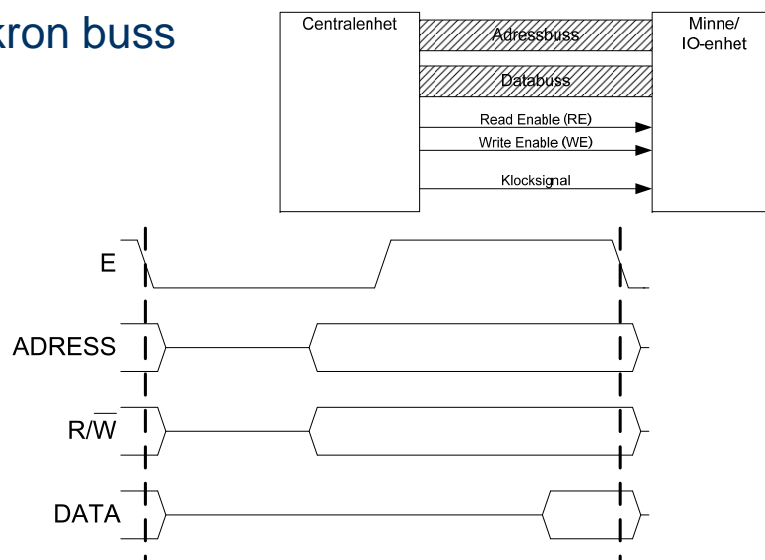 kron buss
Centralenhet
Adressbuss
Databuss
Read Enable (RE)
Write Enable (WE)
Klocksignal
Minne/
IO-enhet
E
ADRESS
R/W̅
DATA